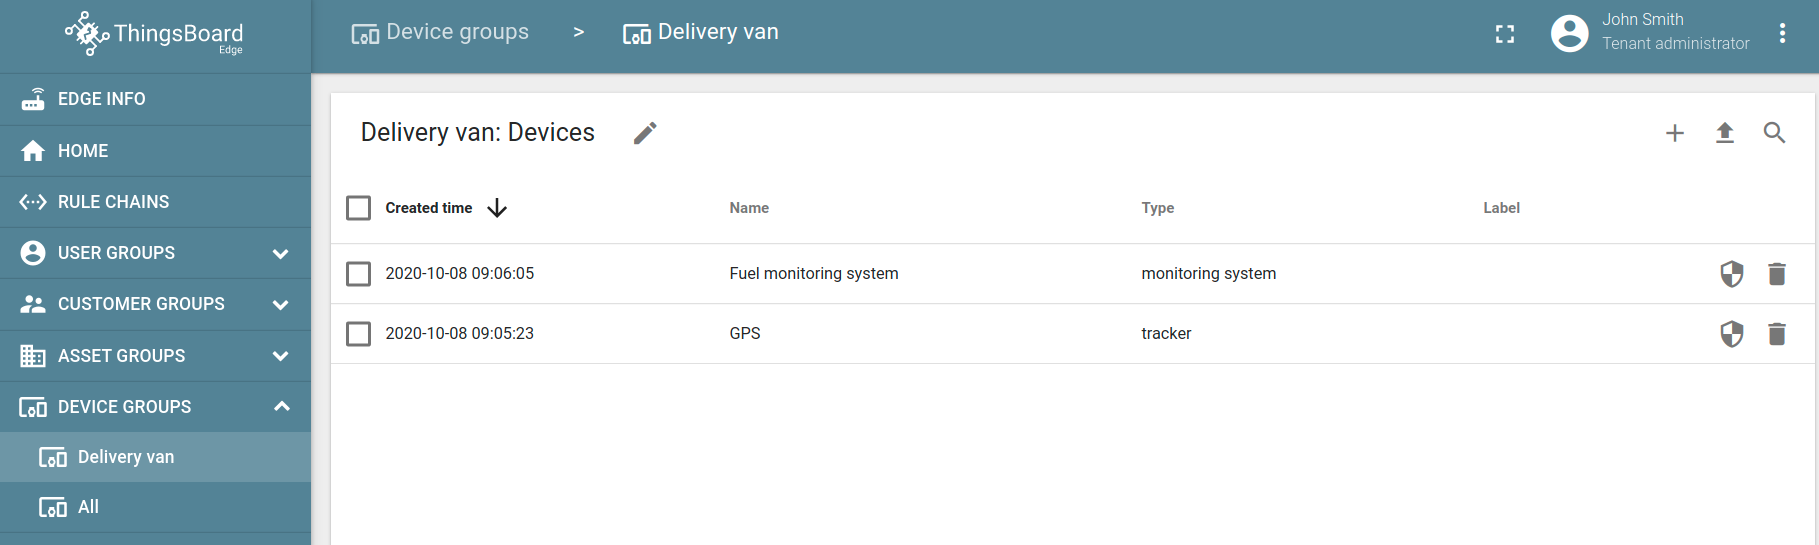 ThingsBoard
Edge
Device groups > Delivery van
John Smith
Tenant administrator
EDGE INFO
HOME
RULE CHAINS
USER GROUPS
CUSTOMER GROUPS
ASSET GROUPS
DEVICE GROUPS
Delivery van
All
Delivery van: Devices
Created time Name Type Label
2020-10-08 09:06:05 Fuel monitoring system monitoring system
2020-10-08 09:05:23 GPS tracker